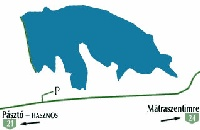 P
Pásztó - HASZNOS
Mátraszentimre
21
24